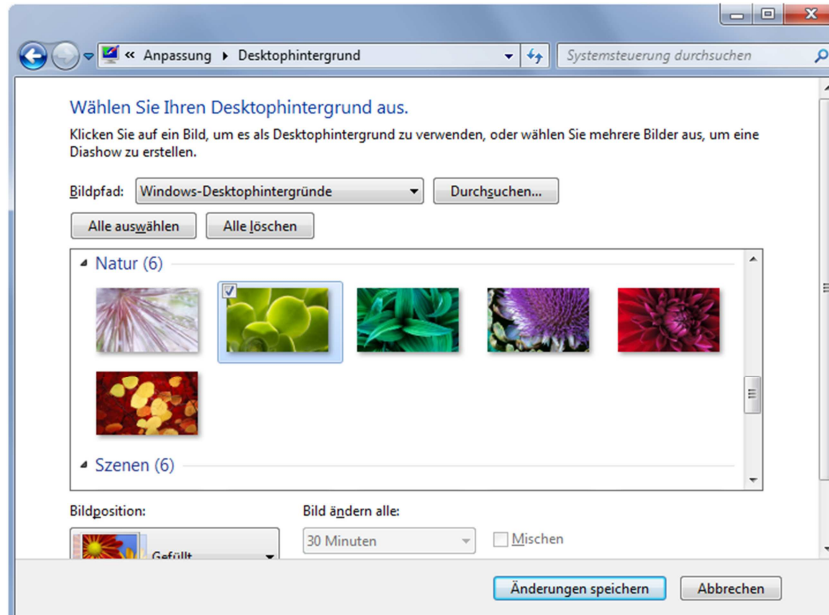 « Anpassung ▸ Desktophintergrund
Systemsteuerung durchsuchen
Wählen Sie Ihren Desktophintergrund aus.
Klicken Sie auf ein Bild, um es als Desktophintergrund zu verwenden, oder wählen Sie mehrere Bilder aus, um eine
Diashow zu erstellen.
Bildpfad: Windows-Desktophintergründe Durchsuchen...
Alle auswählen Alle löschen
Natur (6)
Szenen (6)
Bildposition: Bild ändern alle:
Gefüllt 30 Minuten Mischen
Änderungen speichern Abbrechen